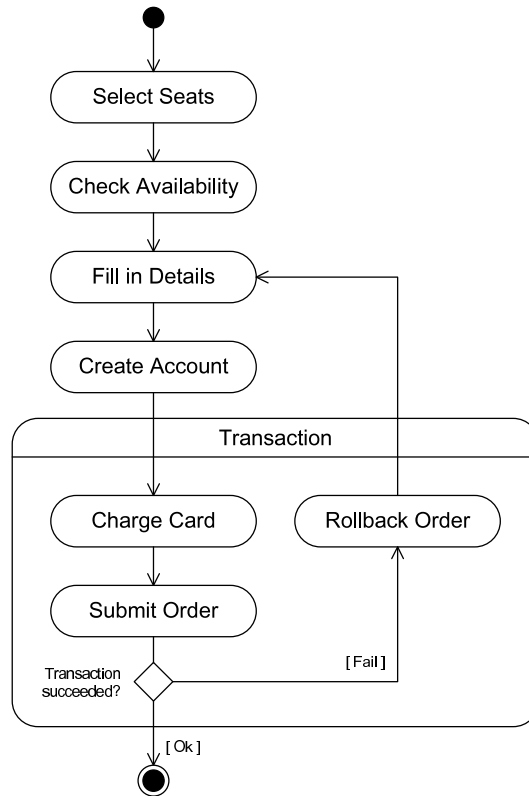 Select Seats
Check Availability
Fill in Details
Create Account
Transaction
Charge Card
Rollback Order
Submit Order
[ Fail ]
Transaction
succeeded?
[ Ok ]